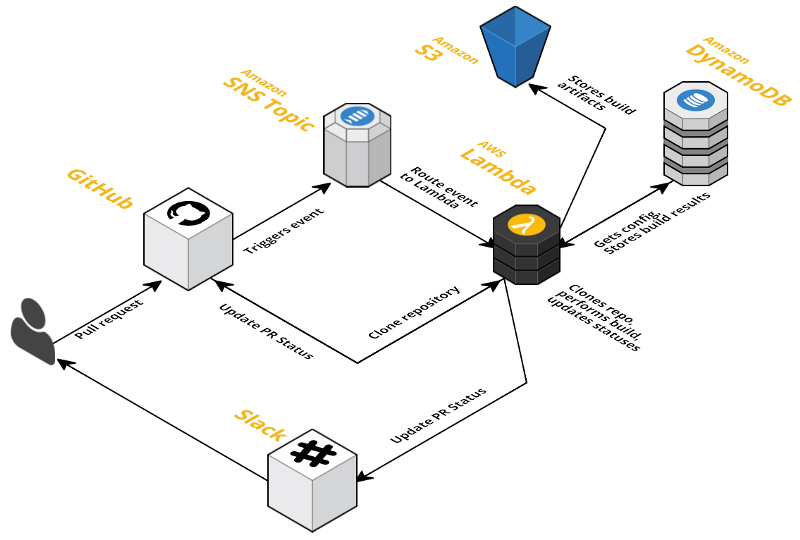 Amazon
S3
Amazon
DynamoDB
Amazon
SNS Topic
Stores build
artifacts
AWS
Lambda
GitHub
Route event
to Lambda
Triggers event
Gets config,
Stores build results
Pull request
Update PR Status
Clone repository
Clones repo,
performs build,
updates statuses
Slack
Update PR Status